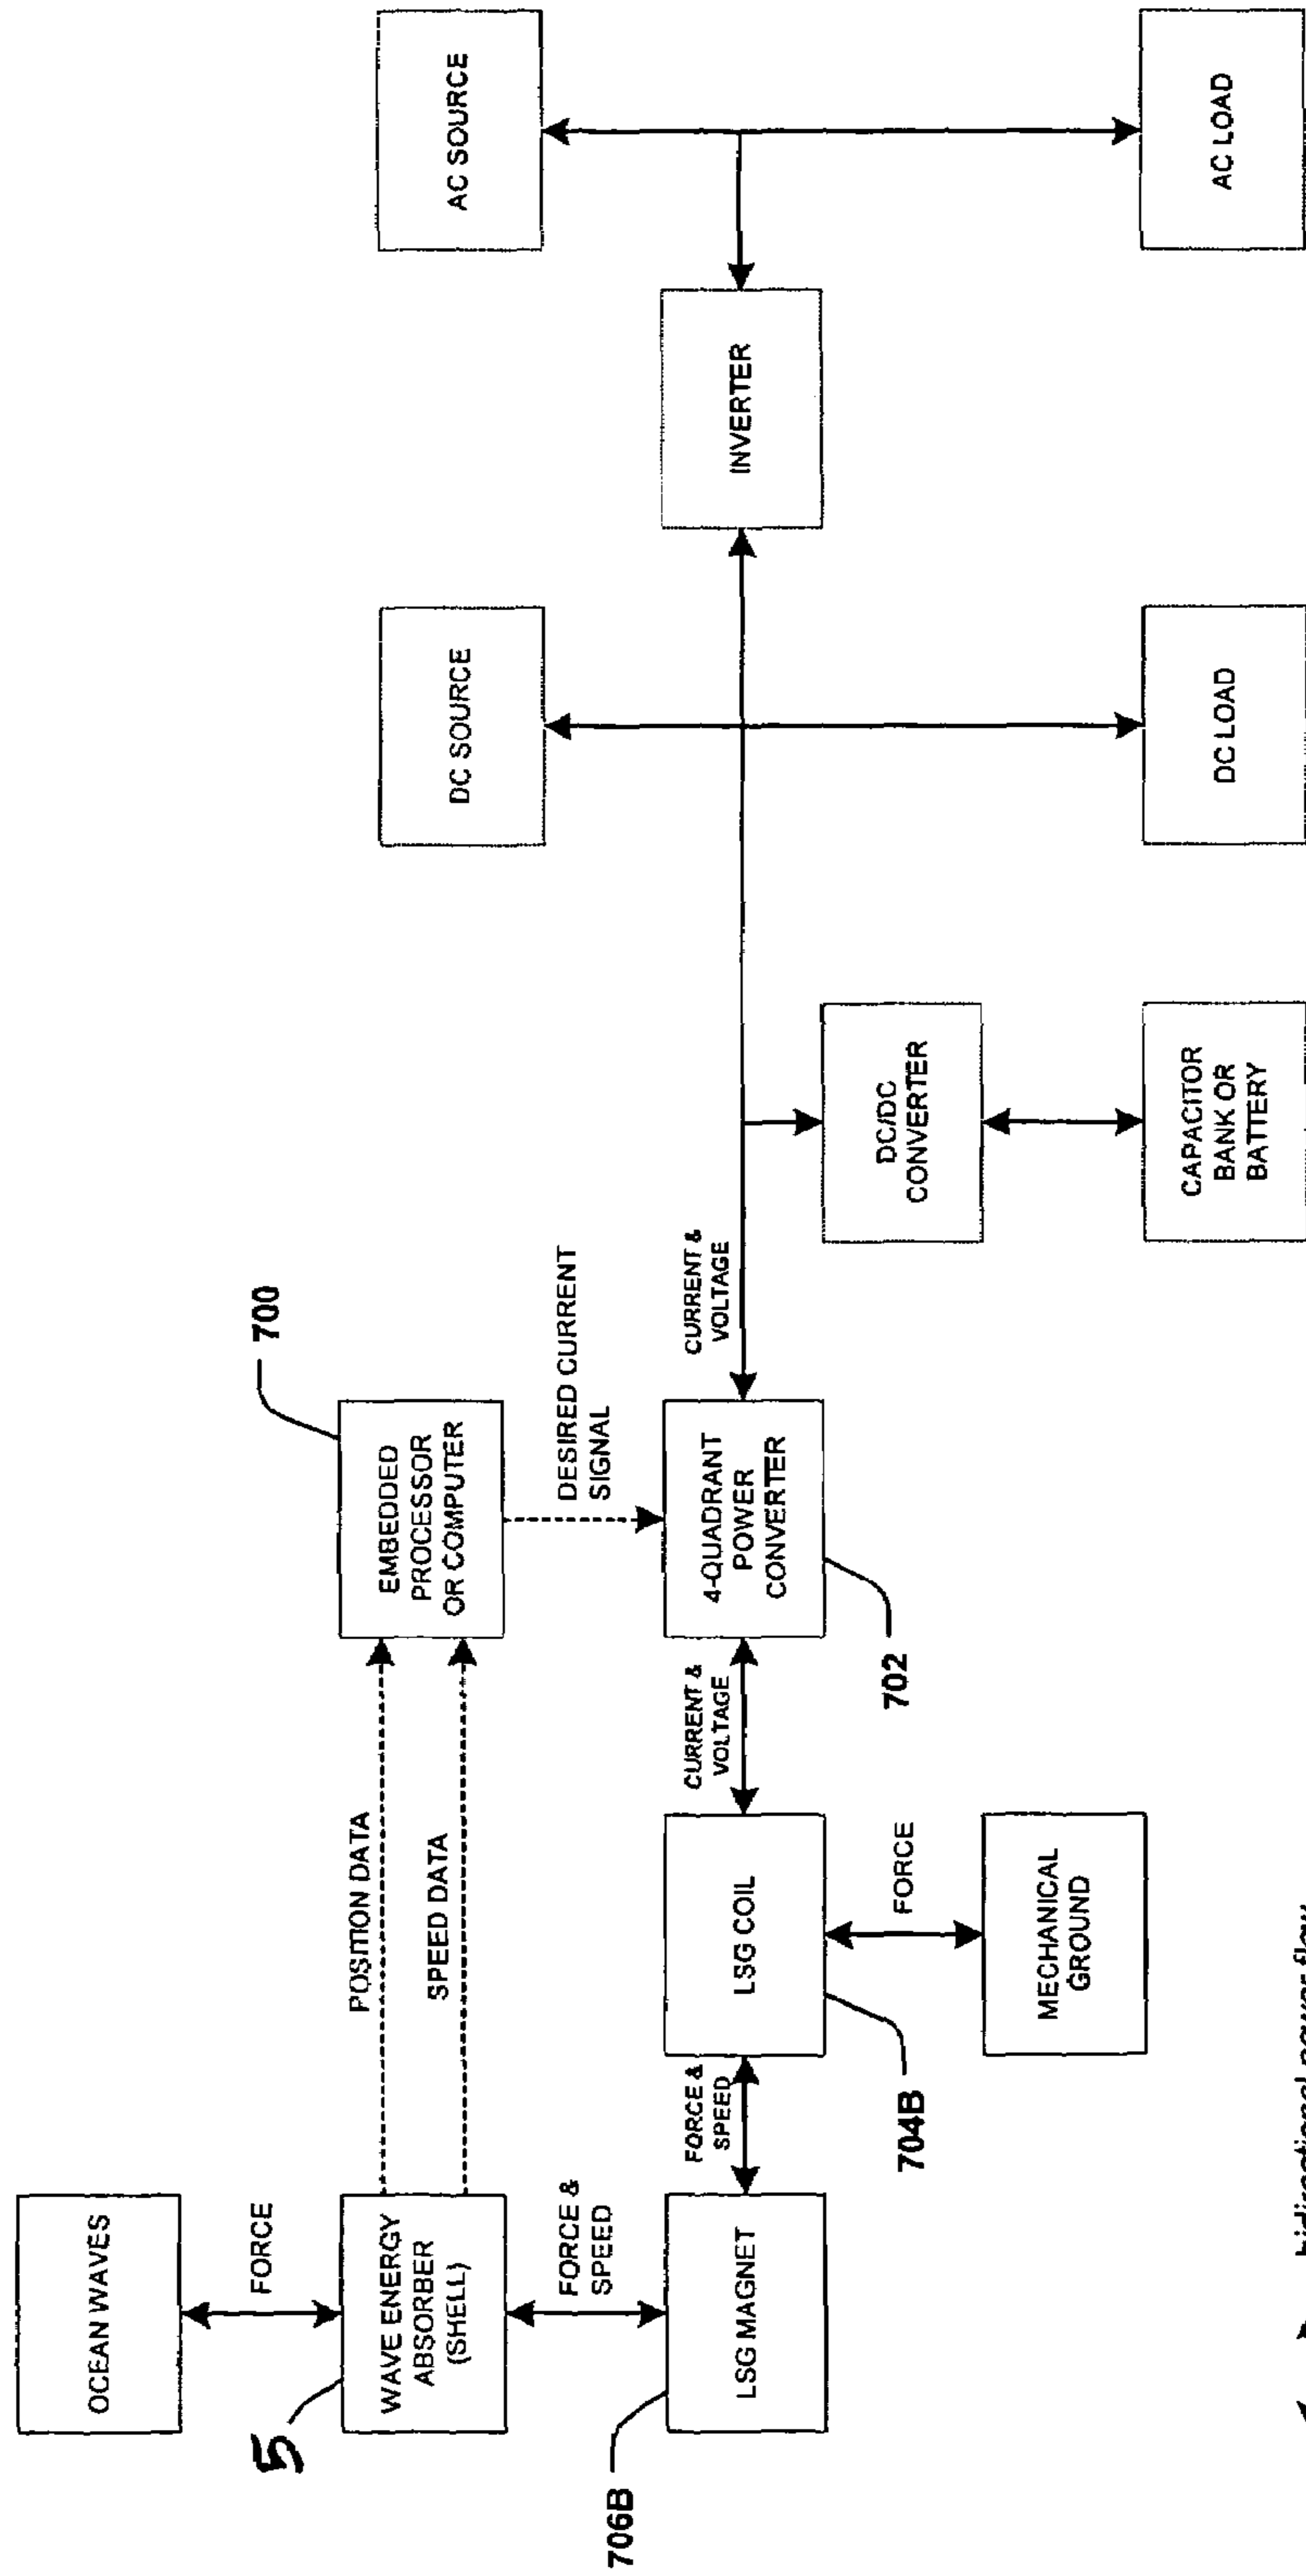 OCEAN WAVES
FORCE
5
WAVE ENERGY
ABSORBER
(SHELL)
POSITION DATA
SPEED DATA
700
EMBEDDED
PROCESSOR
OR COMPUTER
DC SOURCE
AC SOURCE
FORCE &
SPEED
DESIRED CURRENT
SIGNAL
706B
LSG MAGNET
FORCE &
SPEED
LSG COIL
704B
CURRENT &
VOLTAGE
4-QUADRANT
POWER
CONVERTER
702
CURRENT &
VOLTAGE
INVERTER
FORCE
DC/DC
CONVERTER
MECHANICAL
GROUND
CAPACITOR
BANK OR
BATTERY
DC LOAD
AC LOAD
bidirectional power flow